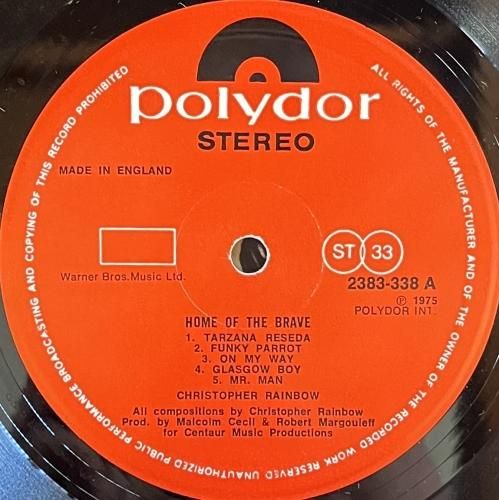 polydor
STEREO
MADE IN ENGLAND
Warner Bros.Music Ltd.
ST 33
2383-338 A
℗ 1975
POLYDOR INT.
HOME OF THE BRAVE
1. TARZANA RESEDA
2. FUNKY PARROT
3. ON MY WAY
4. GLASGOW BOY
5. MR. MAN
CHRISTOPHER RAINBOW
All compositions by Christopher Rainbow
Prod. by Malcolm Cecil & Robert Margouleff
for Centaur Music Productions
ALL RIGHTS OF THE MANUFACTURER AND OF THE OWNER OF THE RECORDED WORK RESERVED UNAUTHORIZED PUBLIC PERFORMANCE BROADCASTING AND COPYING OF THIS RECORD PROHIBITED